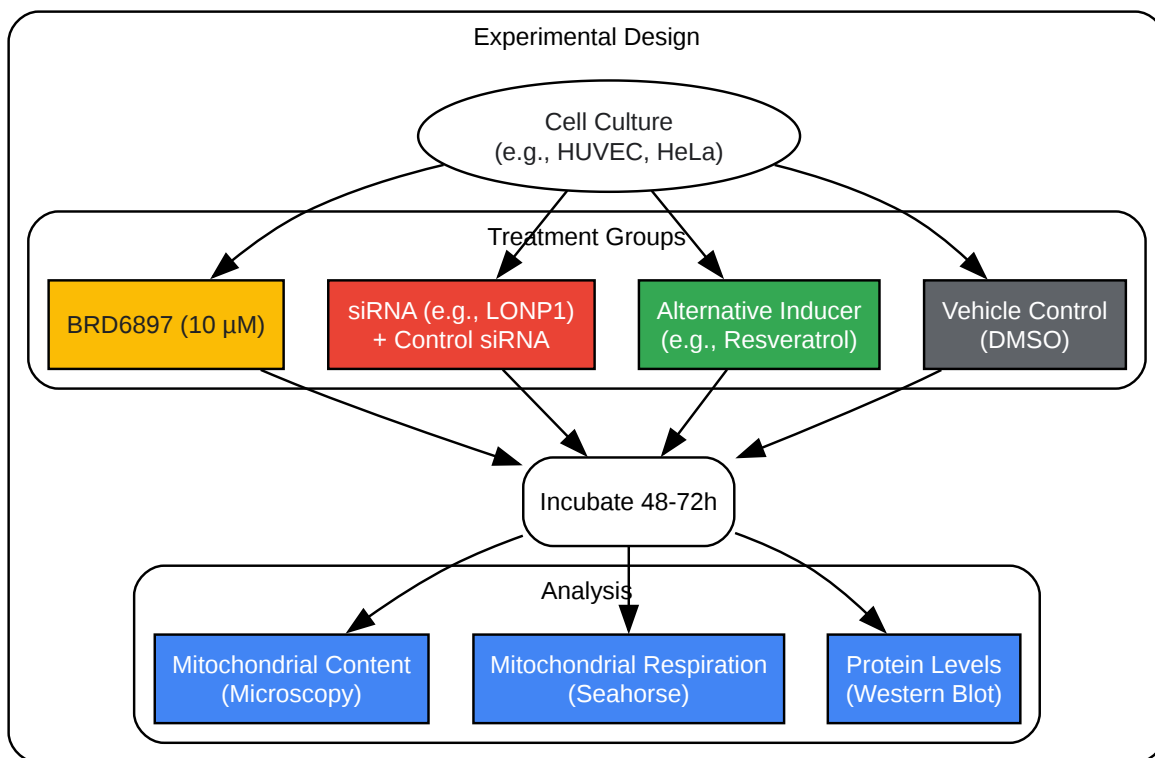 Experimental Design
Cell Culture
(e.g., HUVEC, HeLa)
Treatment Groups
BRD6897 (10 µM)
siRNA (e.g., LONP1)
+ Control siRNA
Alternative Inducer
(e.g., Resveratrol)
Vehicle Control
(DMSO)
Incubate 48-72h
Analysis
Mitochondrial Content
(Microscopy)
Mitochondrial Respiration
(Seahorse)
Protein Levels
(Western Blot)